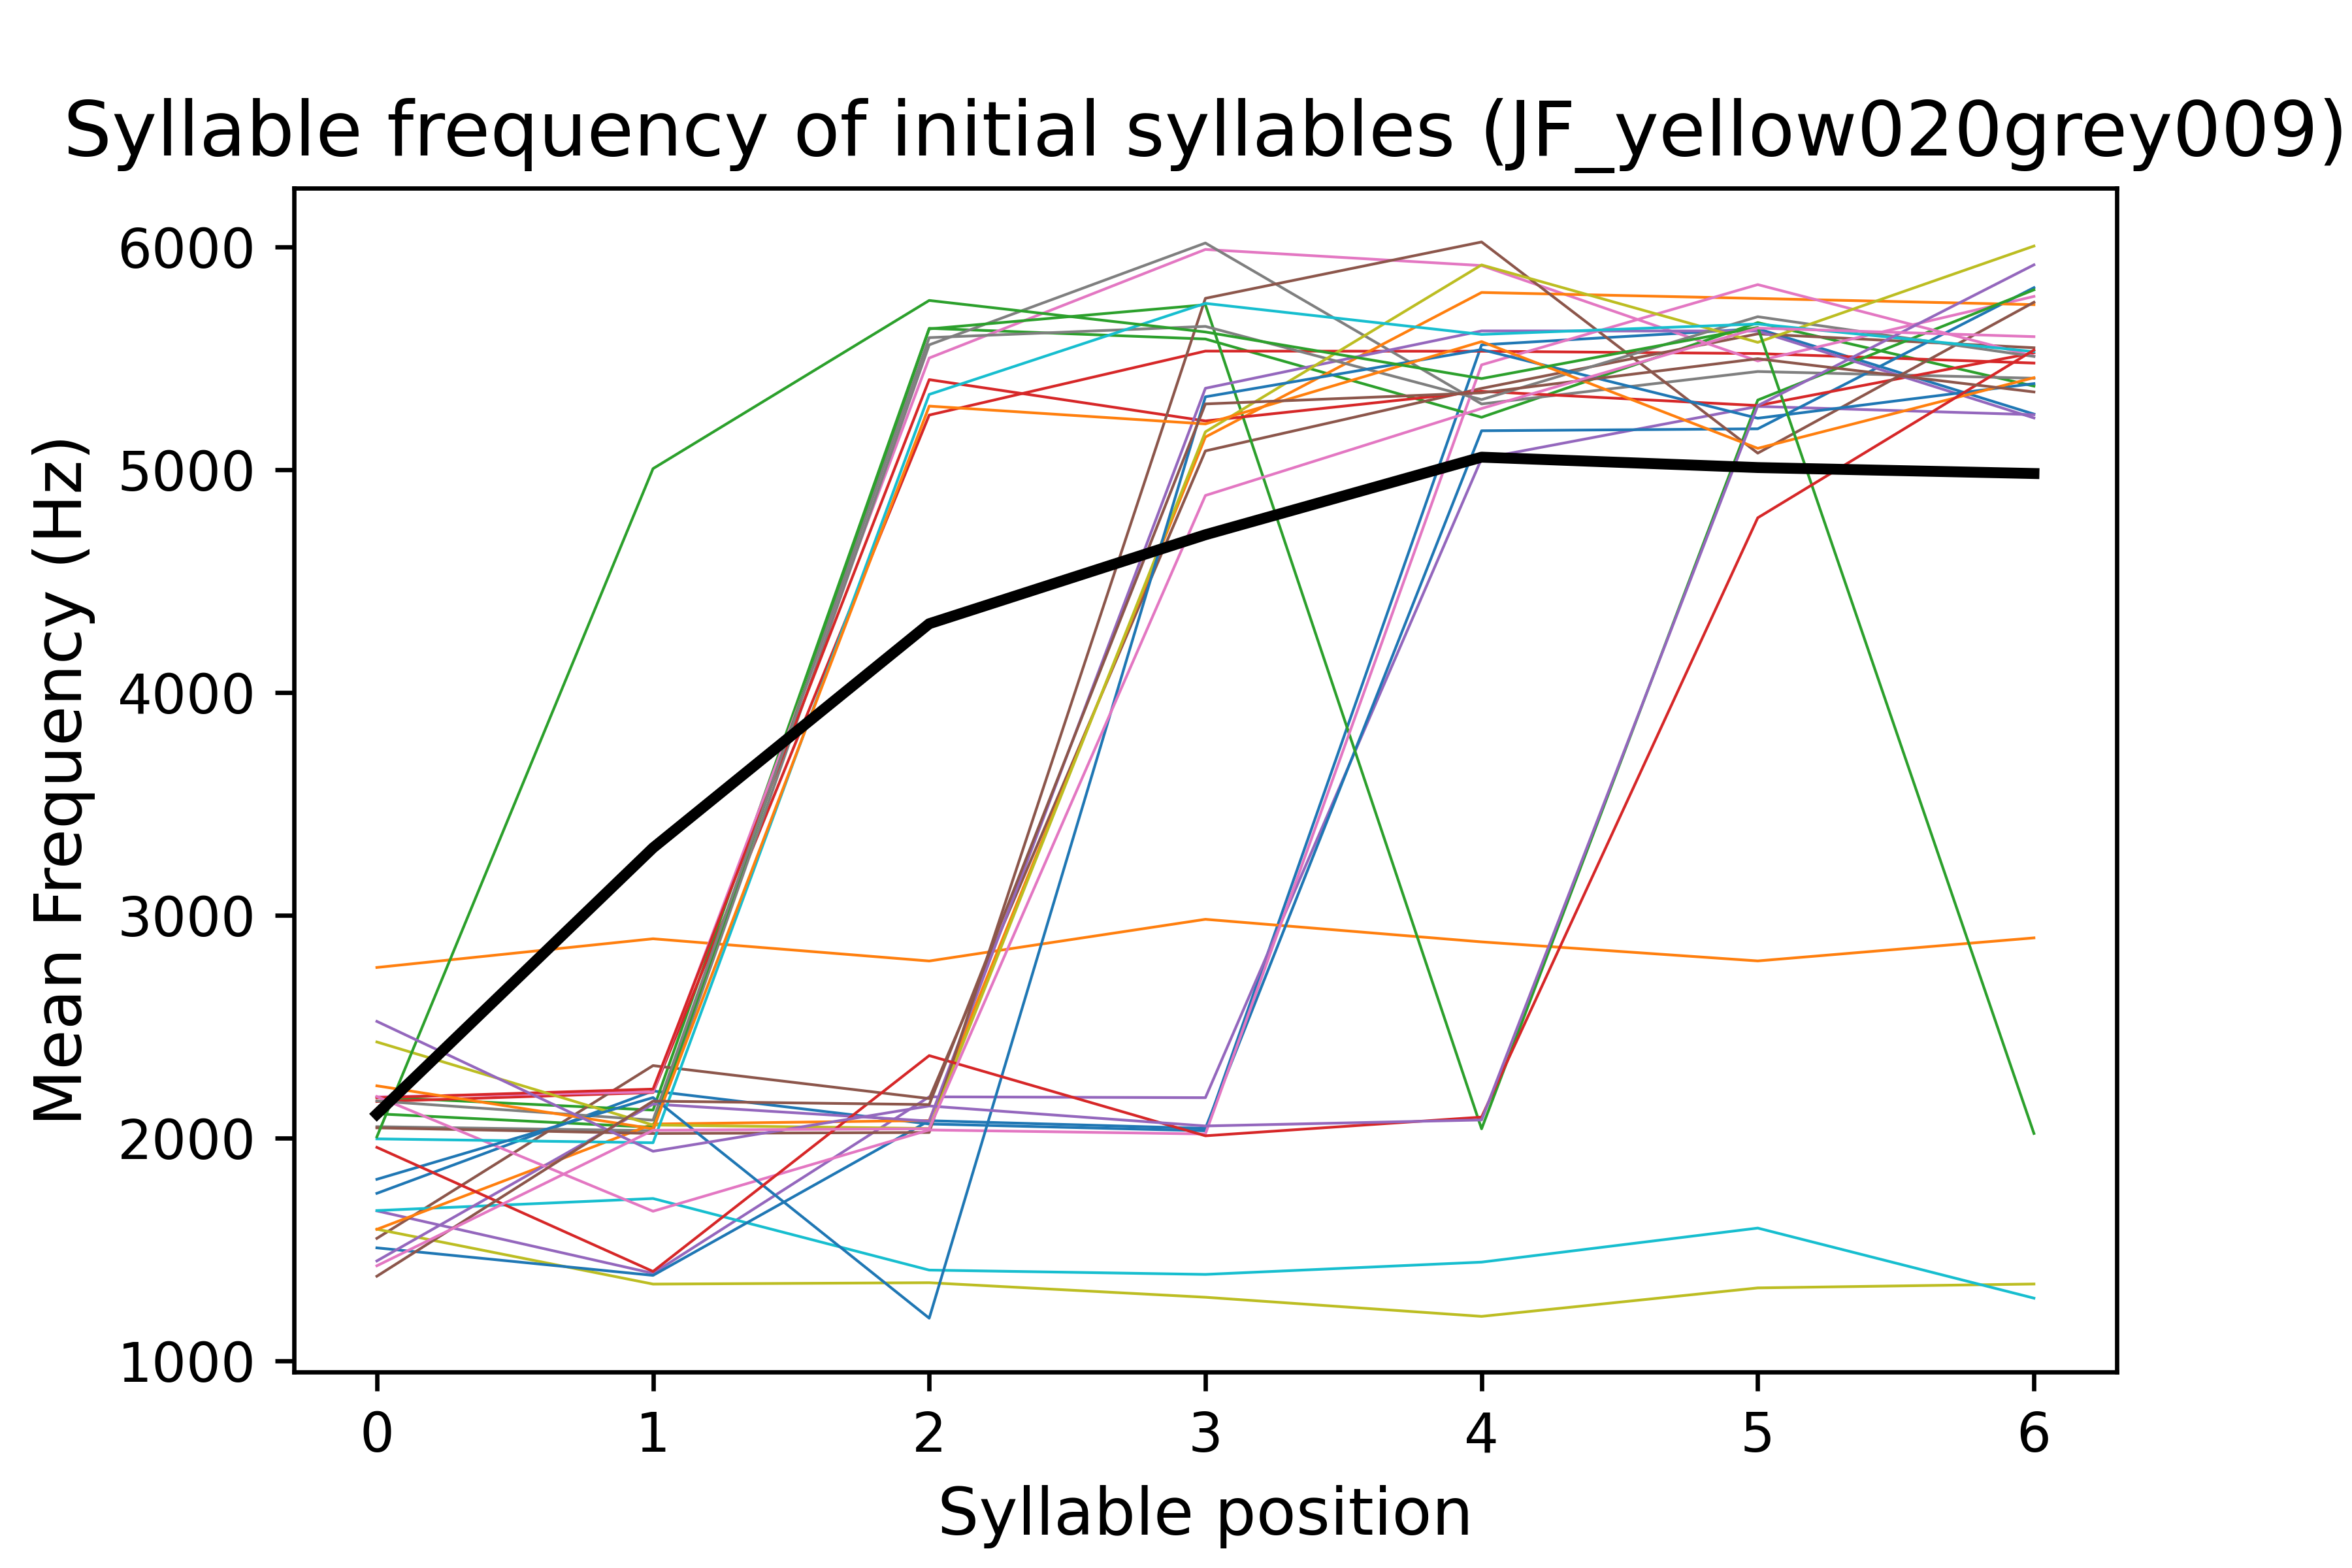 Syllable frequency of initial syllables (JF_yellow020grey009)
Mean Frequency (Hz)
6000
5000
4000
3000
2000
1000
0 1 2 3 4 5 6
Syllable position